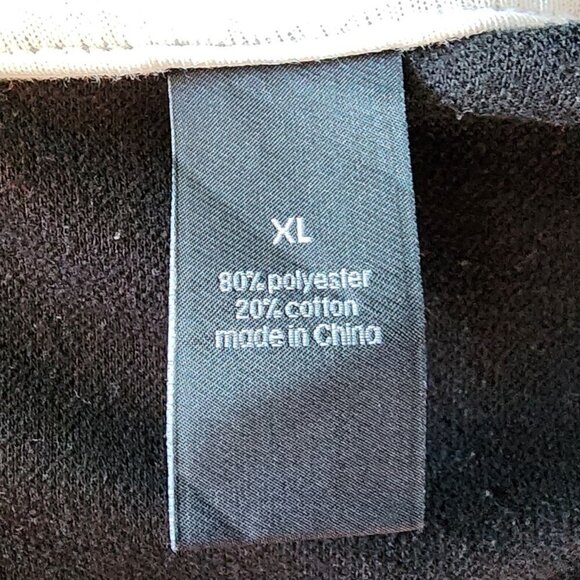 XL
80% polyester
20% cotton
made in China